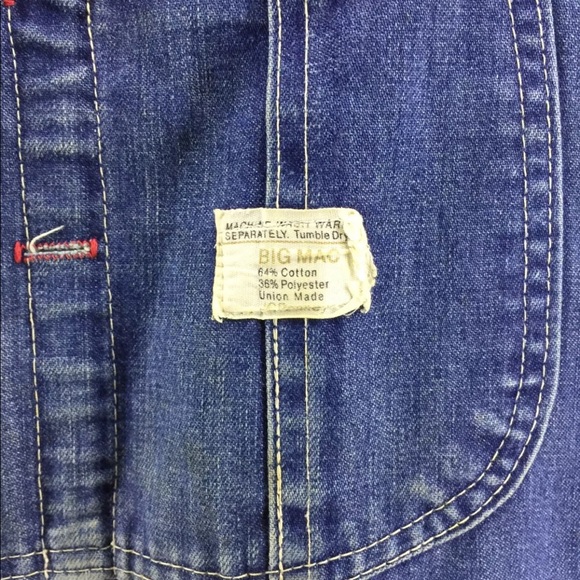 MACHINE WASH WARM
SEPARATELY. Tumble Dry
BIG MAC
64% Cotton
36% Polyester
Union Made